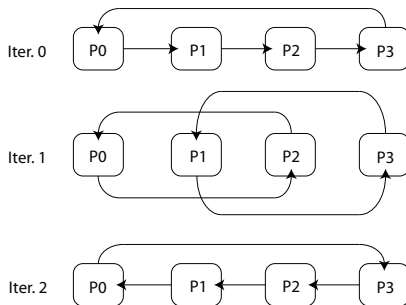 Iter. 0 P0 P1 P2 P3
Iter. 1 P0 P1 P2 P3
Iter. 2 P0 P1 P2 P3